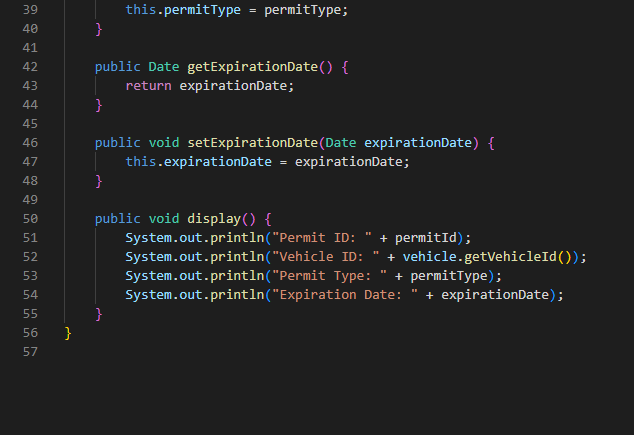 39 this.permitType = permitType;
40 }
41
42 public Date getExpirationDate() {
43 return expirationDate;
44 }
45
46 public void setExpirationDate(Date expirationDate) {
47 this.expirationDate = expirationDate;
48 }
49
50 public void display() {
51 System.out.println("Permit ID: " + permitId);
52 System.out.println("Vehicle ID: " + vehicle.getVehicleId());
53 System.out.println("Permit Type: " + permitType);
54 System.out.println("Expiration Date: " + expirationDate);
55 }
56 }
57